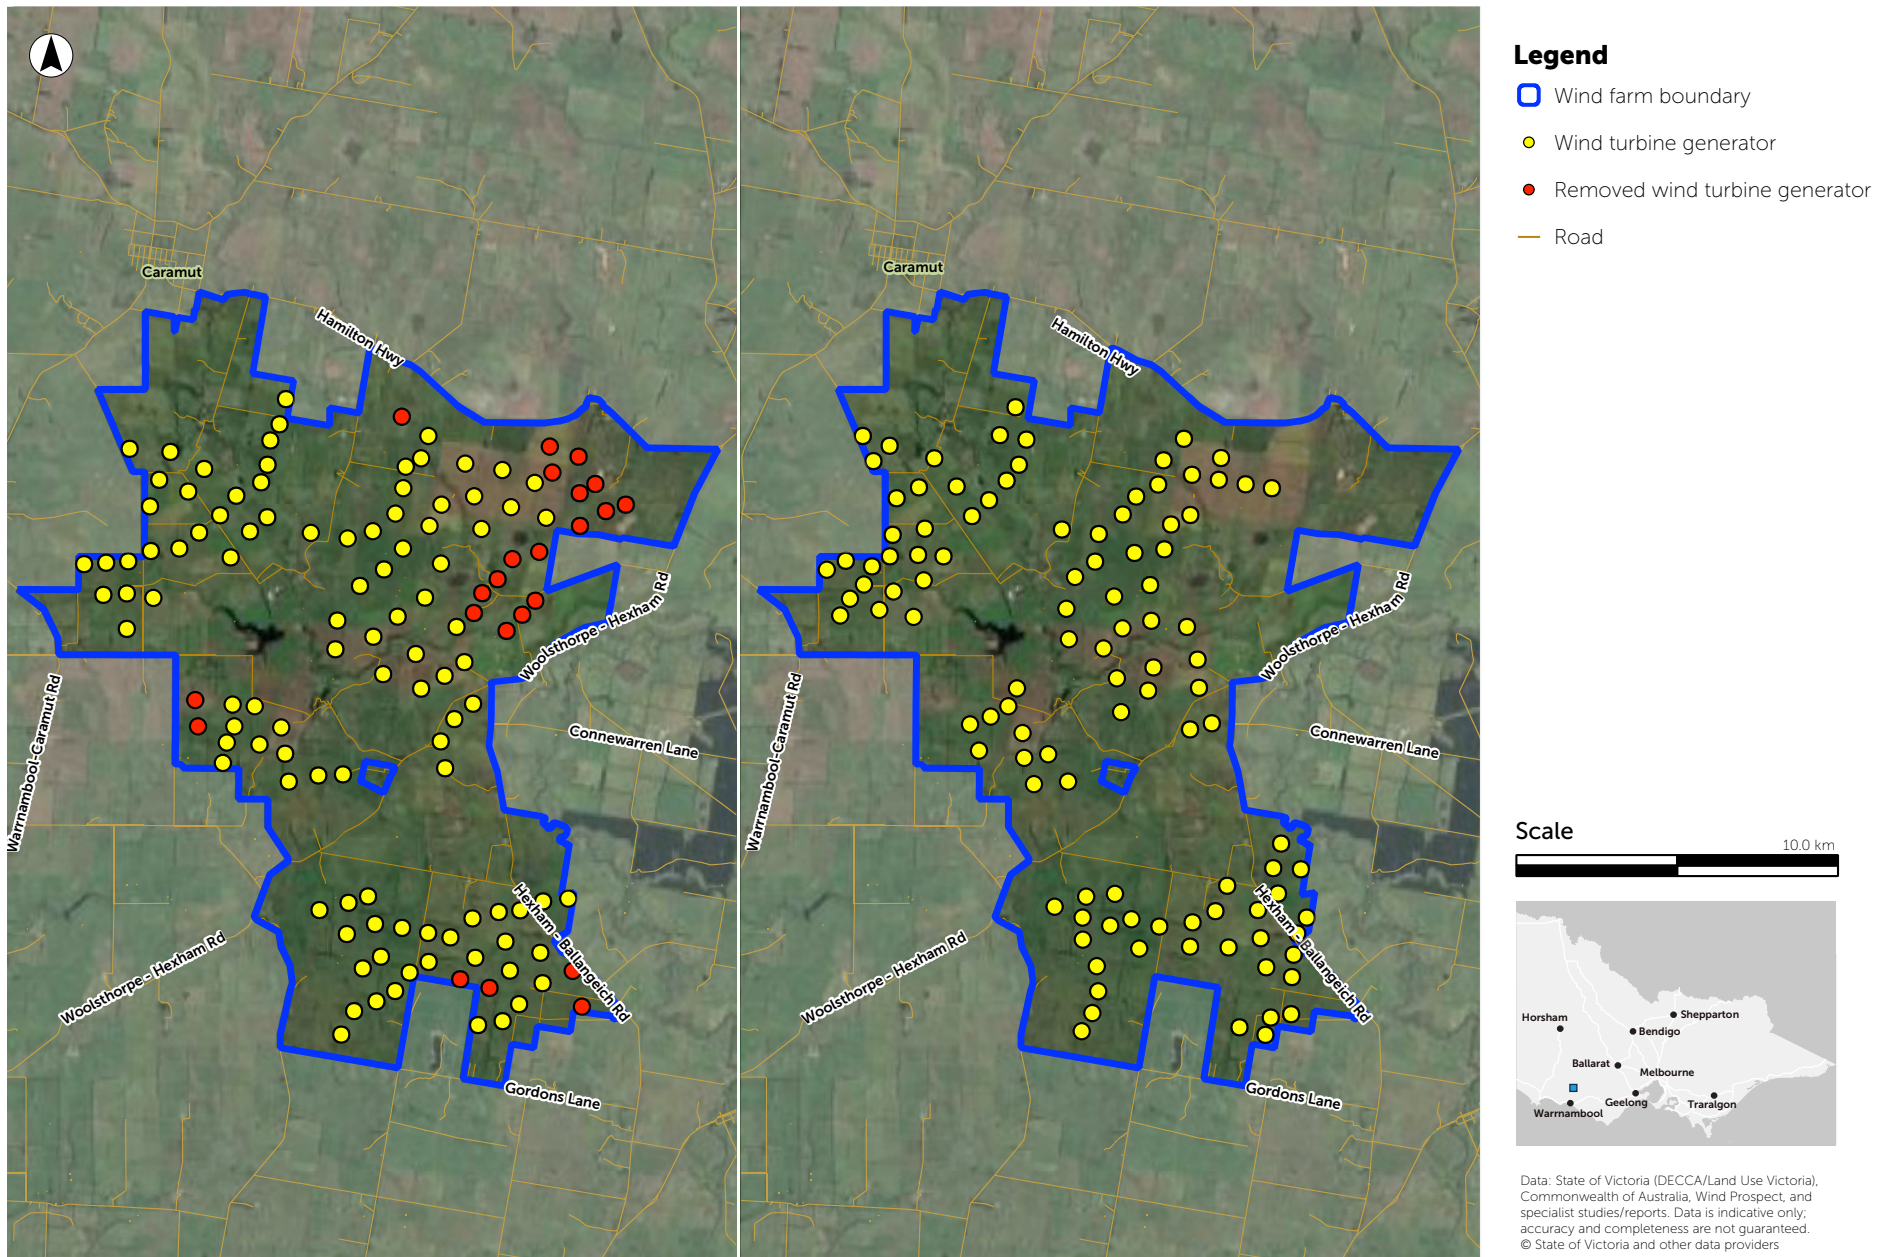 Caramut
Hamilton Hwy
Woolsthorpe - Hexham Rd
Warrnambool-Caramut Rd
Connewarren Lane
Hexham - Ballangeich Rd
Woolsthorpe - Hexham Rd
Gordons Lane
Caramut
Hamilton Hwy
Woolsthorpe - Hexham Rd
Warrnambool-Caramut Rd
Connewarren Lane
Hexham - Ballangeich Rd
Woolsthorpe - Hexham Rd
Gordons Lane
Legend
Wind farm boundary
Wind turbine generator
Removed wind turbine generator
Road
Scale
10.0 km
Horsham
Shepparton
Bendigo
Ballarat
Melbourne
Geelong
Warrnambool
Traralgon
Data: State of Victoria (DECCA/Land Use Victoria),
Commonwealth of Australia, Wind Prospect, and
specialist studies/reports. Data is indicative only;
accuracy and completeness are not guaranteed.
© State of Victoria and other data providers